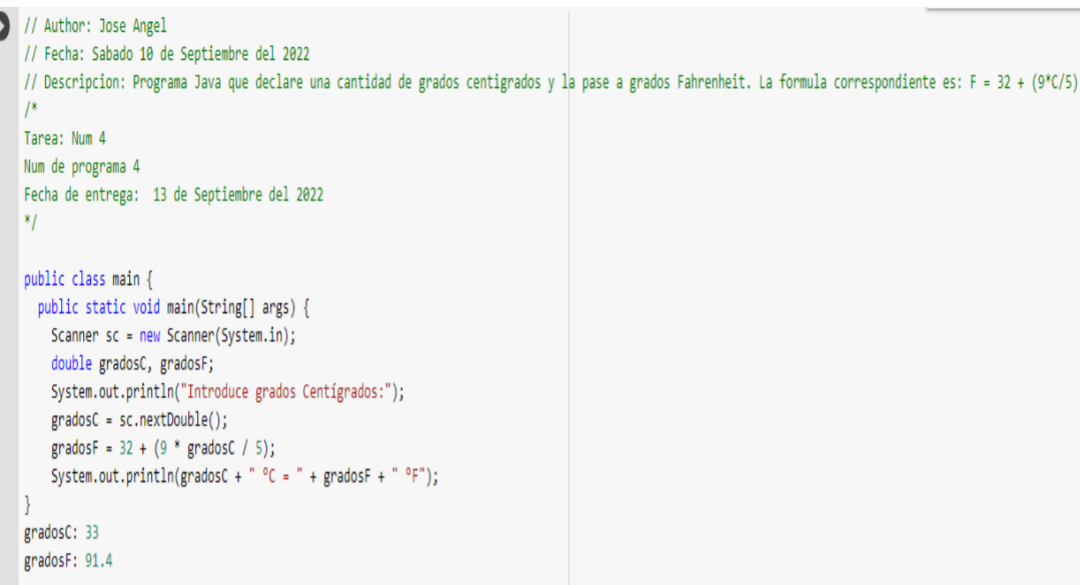 // Author: Jose Angel
// Fecha: Sabado 10 de Septiembre del 2022
// Descripcion: Programa Java que declare una cantidad de grados centigrados y la pase a grados Fahrenheit. La formula correspondiente es: F = 32 + (9*C/5)
/*
Tarea: Num 4
Num de programa 4
Fecha de entrega:  13 de Septiembre del 2022
*/

public class main {
  public static void main(String[] args) {
    Scanner sc = new Scanner(System.in);
    double gradosC, gradosF;
    System.out.println("Introduce grados Centígrados:");
    gradosC = sc.nextDouble();
    gradosF = 32 + (9 * gradosC / 5);
    System.out.println(gradosC + " ºC = " + gradosF + " ºF");
}
gradosC: 33
gradosF: 91.4